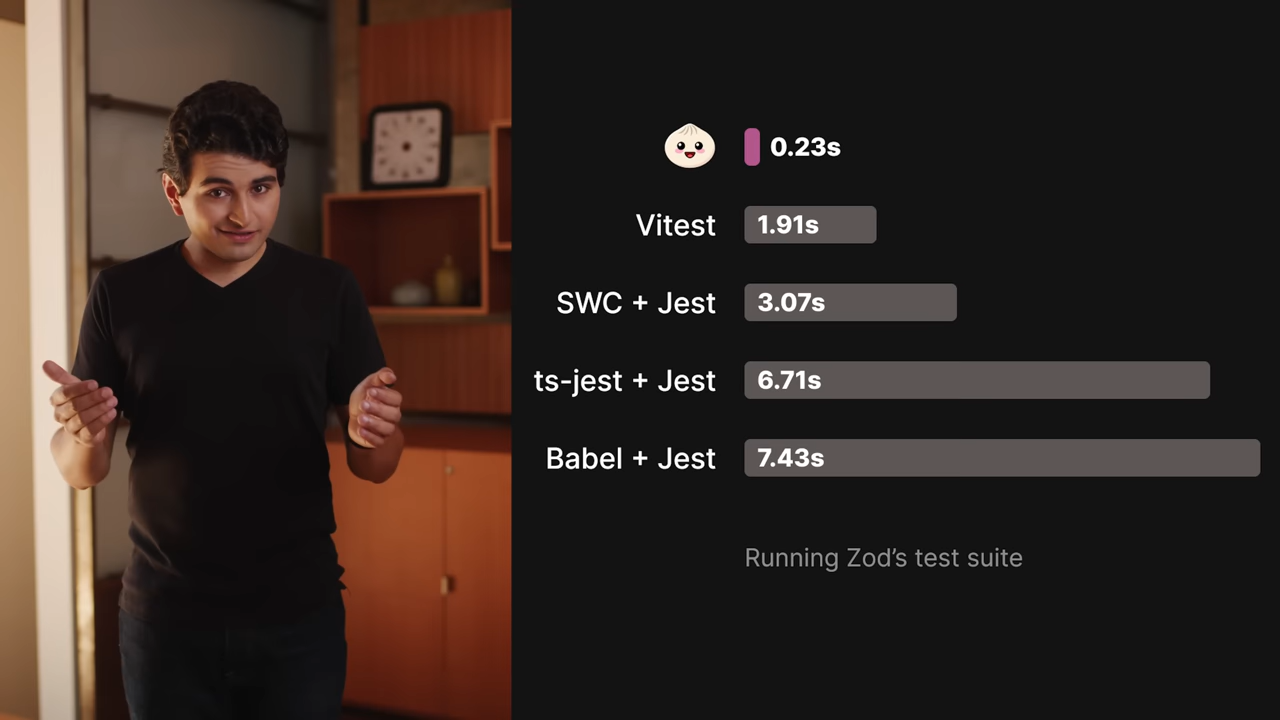 0.23s
Vitest 1.91s
SWC + Jest 3.07s
ts-jest + Jest 6.71s
Babel + Jest 7.43s
Running Zod’s test suite